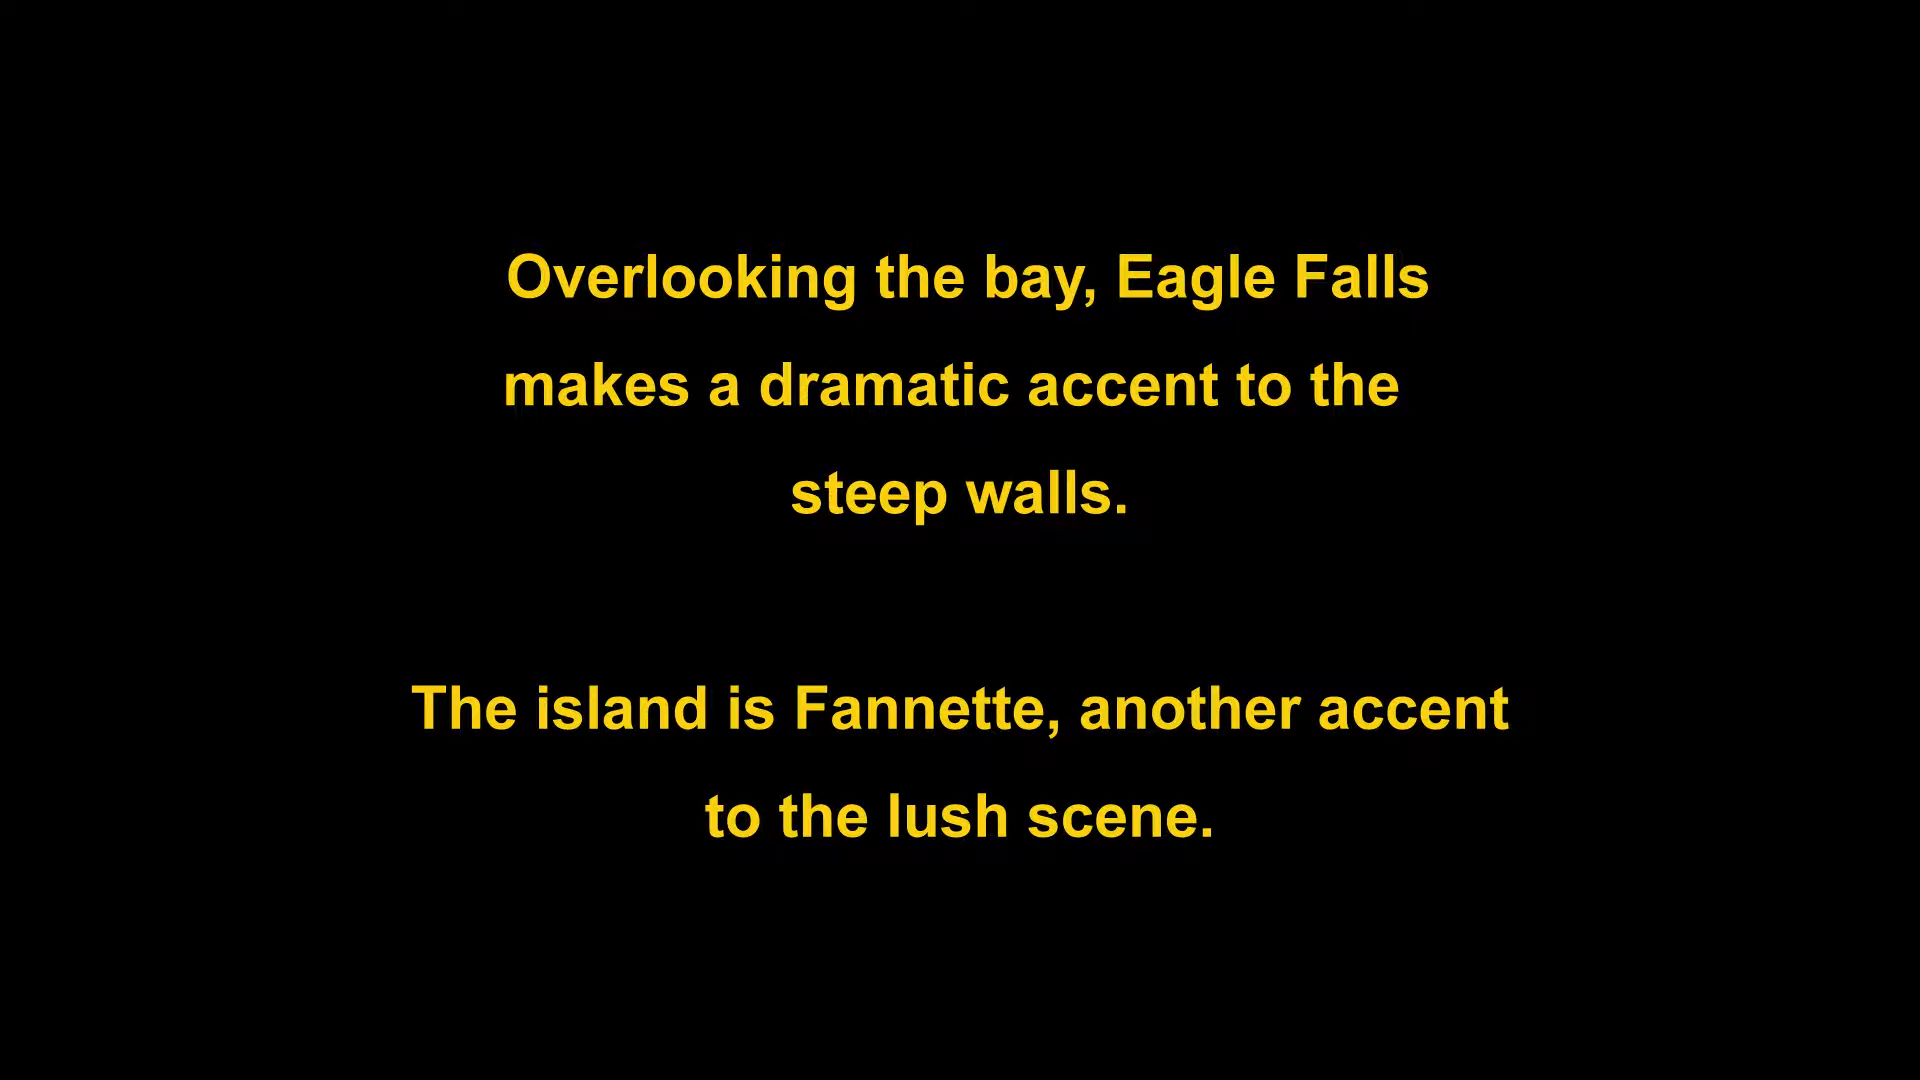 Overlooking the bay, Eagle Falls
makes a dramatic accent to the
steep walls.
The island is Fannette, another accent
to the lush scene.